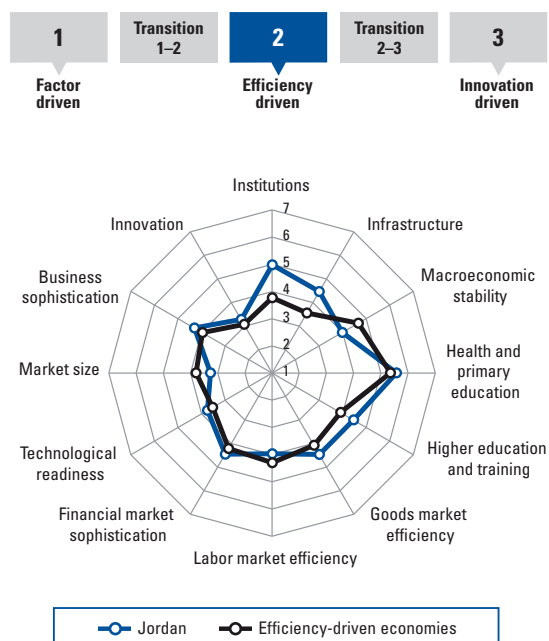 1
Transition
1–2
2
Transition
2–3
3
Factor
driven
Efficiency
driven
Innovation
driven
Institutions
7
6
5
4
3
2
1
Infrastructure
Macroeconomic
stability
Health and
primary
education
Higher education
and training
Goods market
efficiency
Labor market efficiency
Financial market
sophistication
Technological
readiness
Market size
Business
sophistication
Innovation
Jordan
Efficiency-driven economies